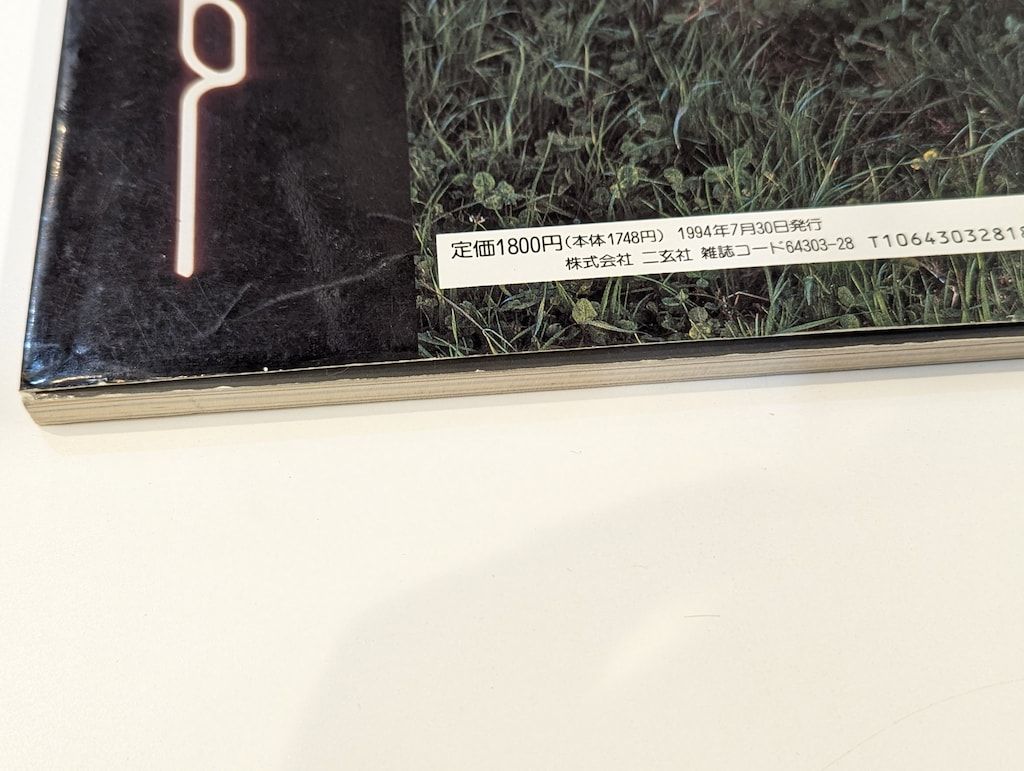 定価1800円(本体1748円) 1994年7月30日発行
株式会社 二玄社 雑誌コード64303-28 T10643032818